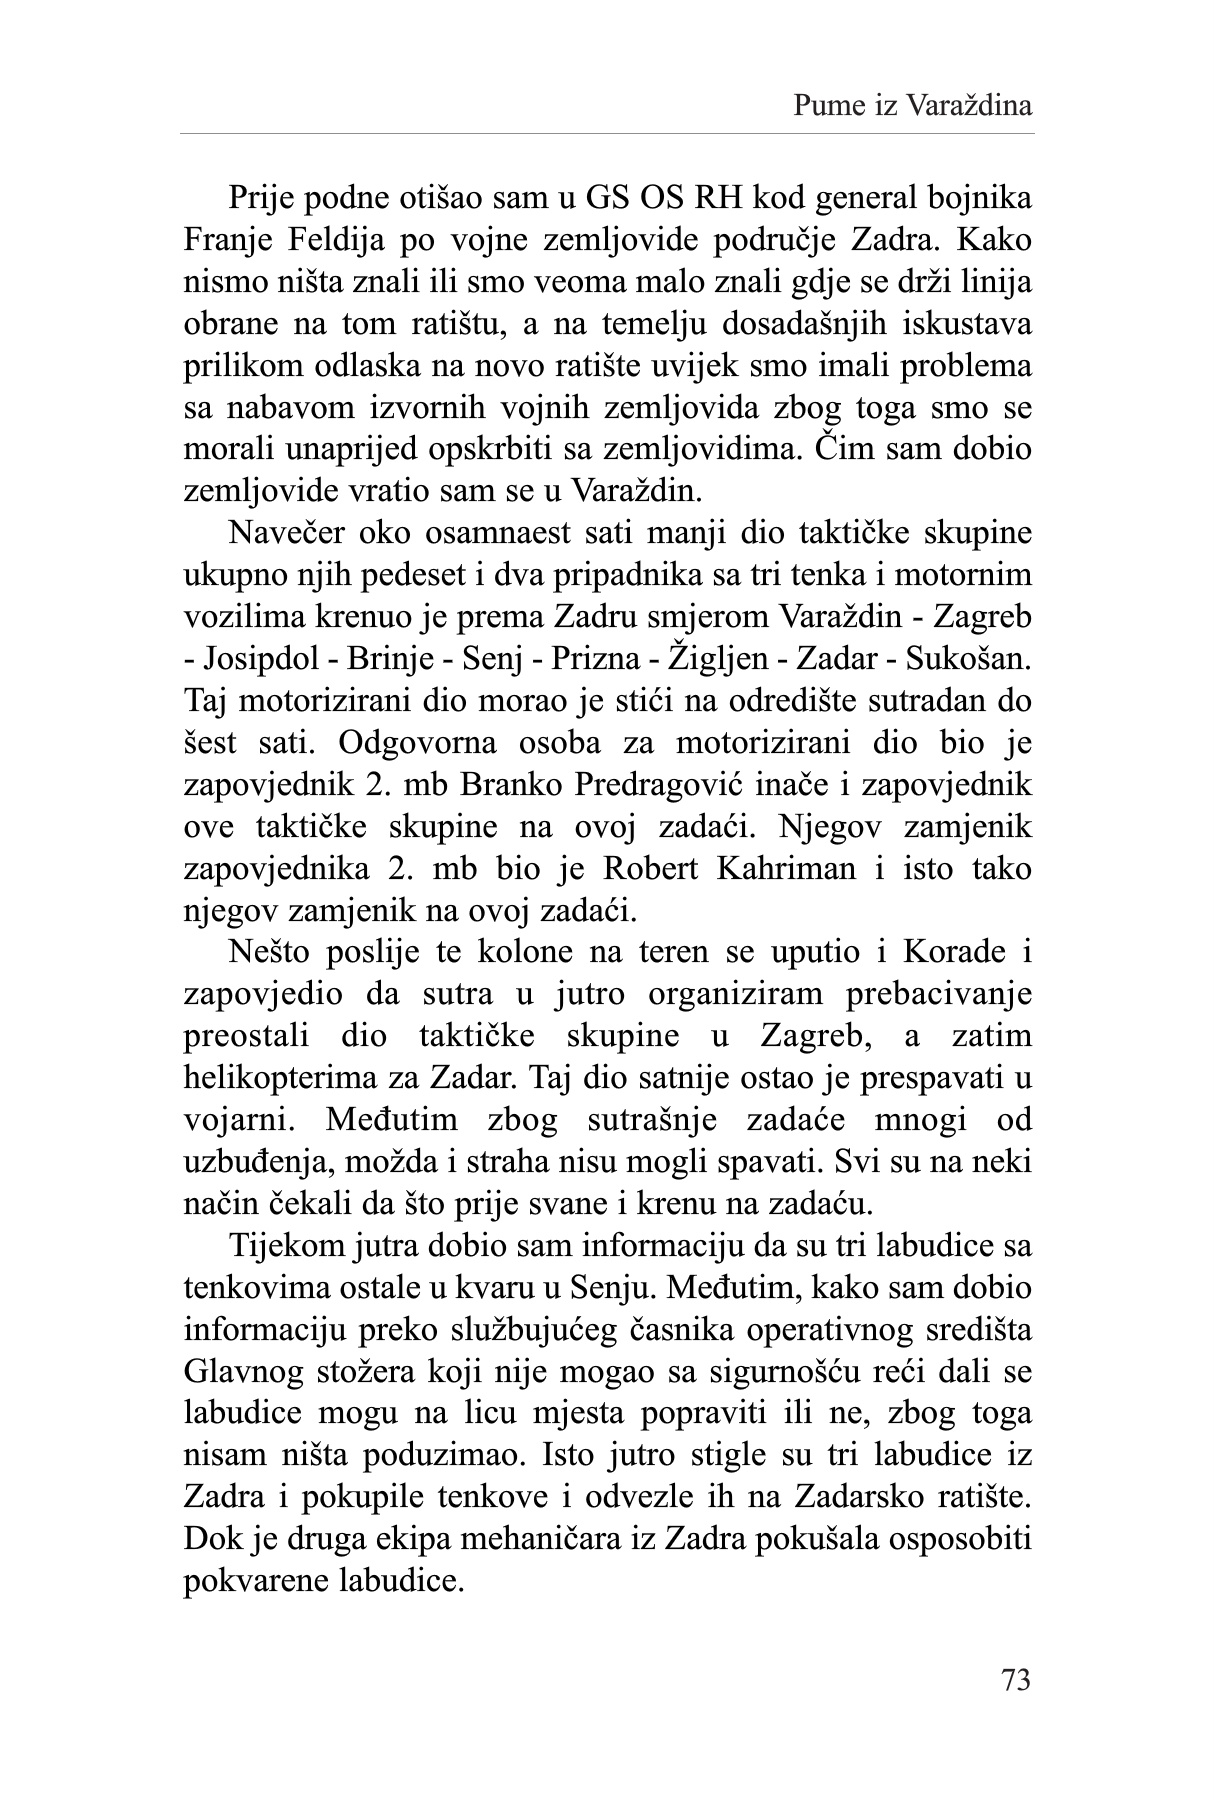 Pume iz Varaždina
Prije podne otišao sam u GS OS RH kod general bojnika
Franje Feldija po vojne zemljovide područje Zadra. Kako
nismo ništa znali ili smo veoma malo znali gdje se drži linija
obrane na tom ratištu, a na temelju dosadašnjih iskustava
prilikom odlaska na novo ratište uvijek smo imali problema
sa nabavom izvornih vojnih zemljovida zbog toga smo se
morali unaprijed opskrbiti sa zemljovidima. Čim sam dobio
zemljovide vratio sam se u Varaždin.
Navečer oko osamnaest sati manji dio taktičke skupine
ukupno njih pedeset i dva pripadnika sa tri tenka i motornim
vozilima krenuo je prema Zadru smjerom Varaždin - Zagreb
- Josipdol - Brinje - Senj - Prizna - Žigljen - Zadar - Sukošan.
Taj motorizirani dio morao je stići na odredište sutradan do
šest sati. Odgovorna osoba za motorizirani dio bio je
zapovjednik 2. mb Branko Predragović inače i zapovjednik
ove taktičke skupine na ovoj zadaći. Njegov zamjenik
zapovjednika 2. mb bio je Robert Kahriman i isto tako
njegov zamjenik na ovoj zadaći.
Nešto poslije te kolone na teren se uputio i Korade i
zapovjedio da sutra u jutro organiziram prebacivanje
preostali dio taktičke skupine u Zagreb, a zatim
helikopterima za Zadar. Taj dio satnije ostao je prespavati u
vojarni. Međutim zbog sutrašnje zadaće mnogi od
uzbuđenja, možda i straha nisu mogli spavati. Svi su na neki
način čekali da što prije svane i krenu na zadaću.
Tijekom jutra dobio sam informaciju da su tri labudice sa
tenkovima ostale u kvaru u Senju. Međutim, kako sam dobio
informaciju preko službujućeg časnika operativnog središta
Glavnog stožera koji nije mogao sa sigurnošću reći dali se
labudice mogu na licu mjesta popraviti ili ne, zbog toga
nisam ništa poduzimao. Isto jutro stigle su tri labudice iz
Zadra i pokupile tenkove i odvezle ih na Zadarsko ratište.
Dok je druga ekipa mehaničara iz Zadra pokušala osposobiti
pokvarene labudice.
73